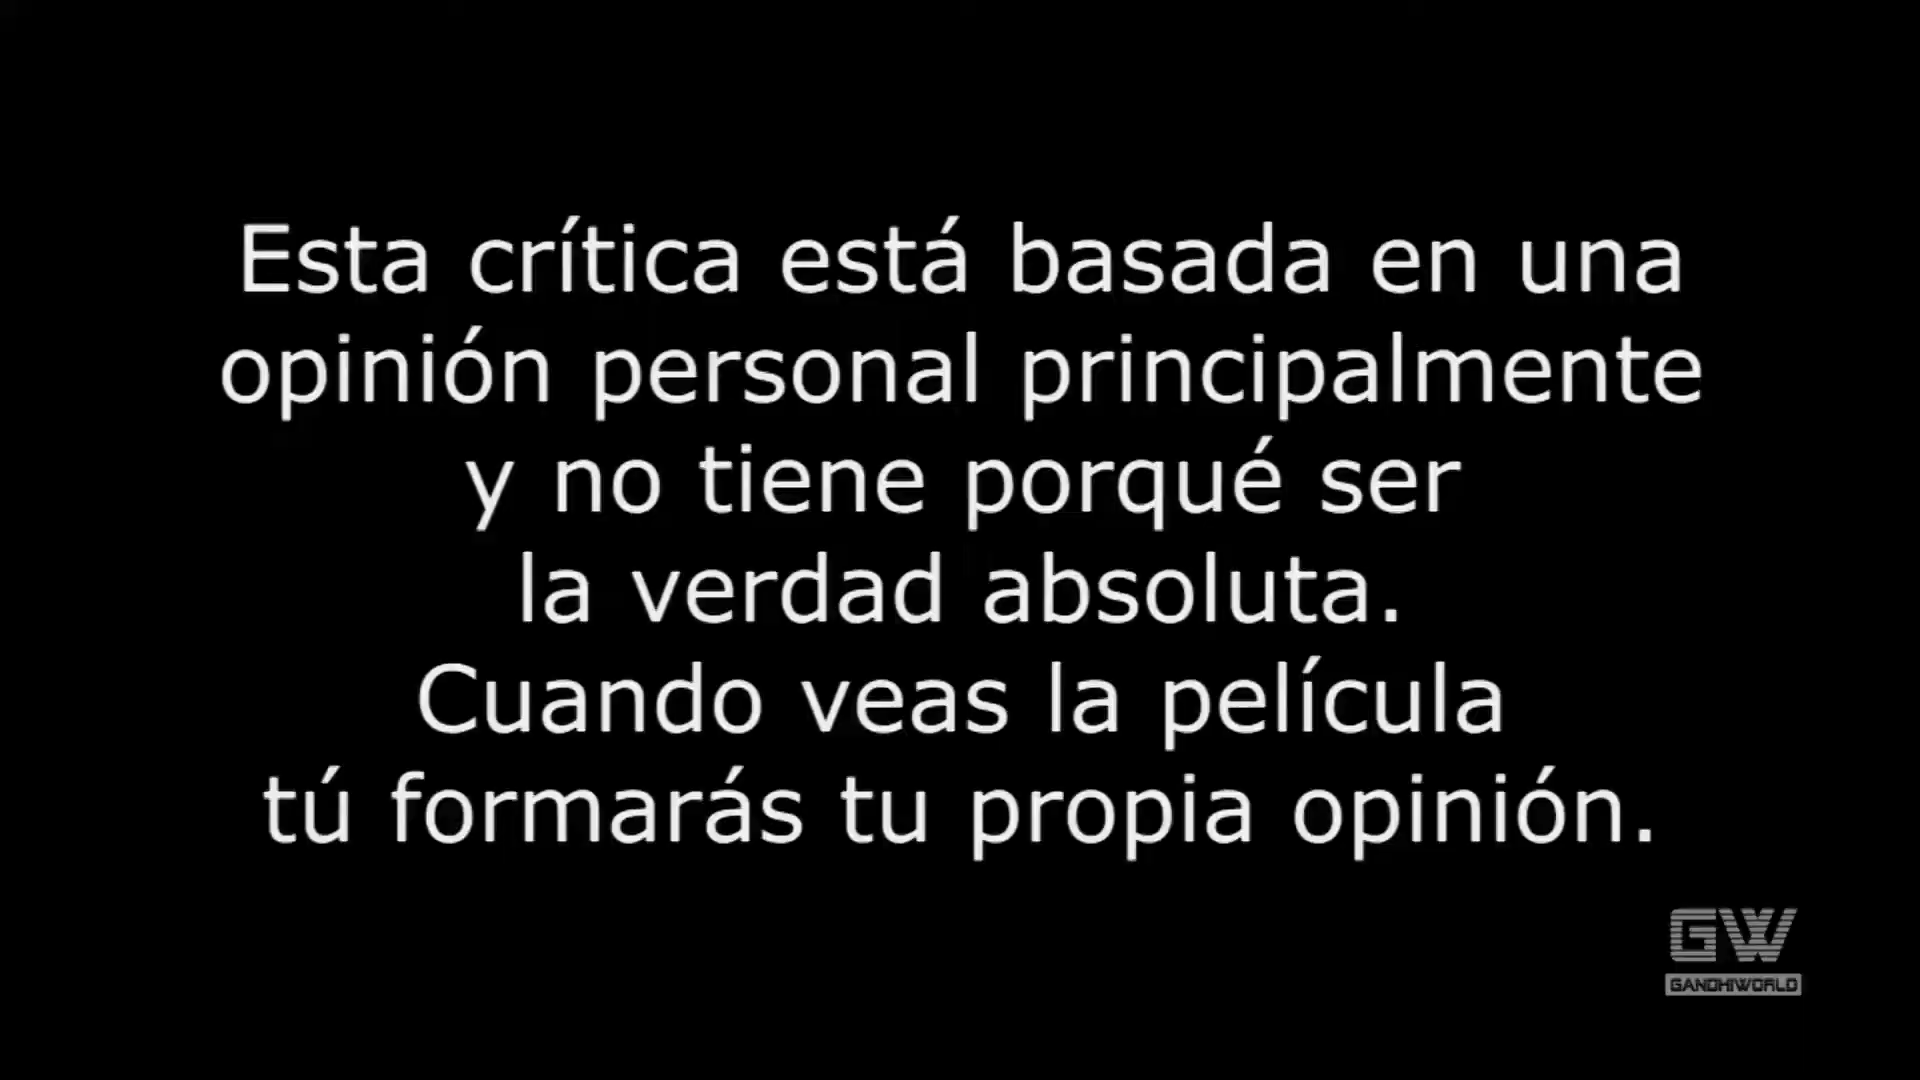 Esta crítica está basada en una
opinión personal principalmente
y no tiene porqué ser
la verdad absoluta.
Cuando veas la película
tú formarás tu propia opinión.
GW
GANDHIWORLD